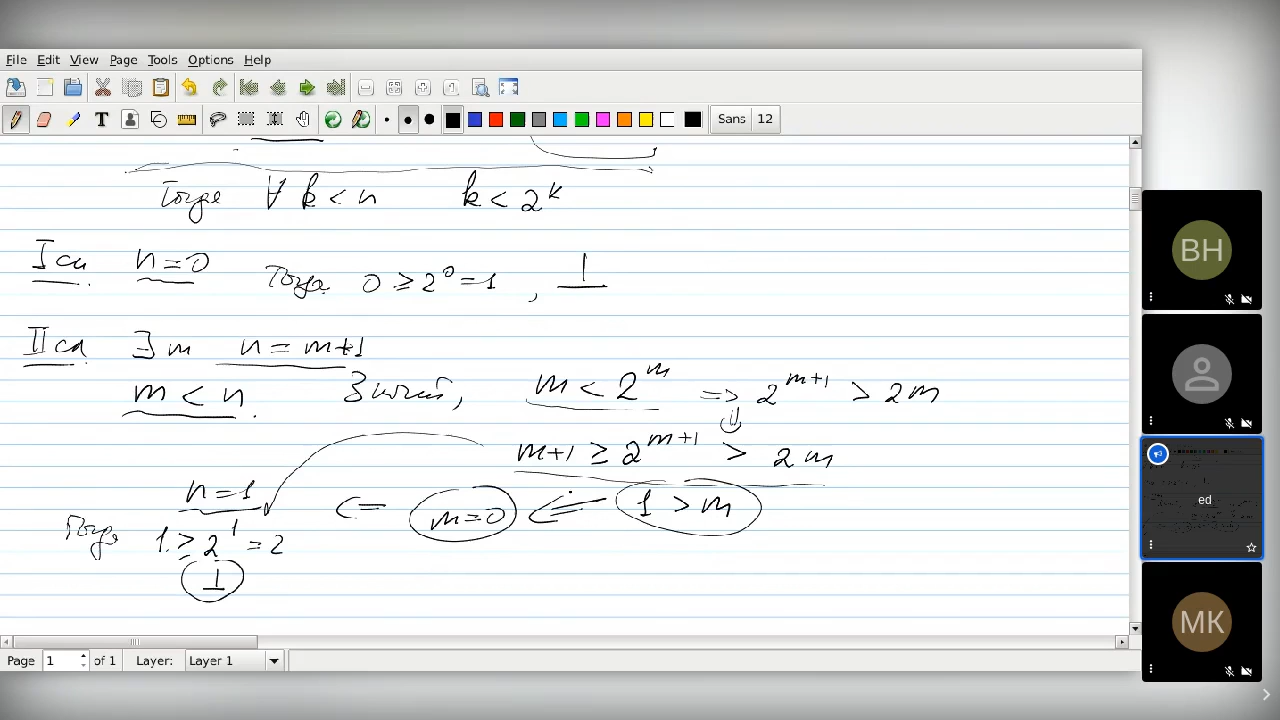 File Edit View Page Tools Options Help
Sans 12
Тогда ∀ k < n k < 2^k
I сл. n = 0 Тогда 0 ≥ 2^0 = 1 , ⊥
II сл. ∃ m n = m+1
m < n. Значит, m < 2^m => 2^{m+1} > 2m
⇓
m+1 ≥ 2^{m+1} > 2m
n = 1 <= m=0 <= 1 > m
Тогда 1 ≥ 2^1 = 2
⊥
Page 1 of 1 Layer: Layer 1
BH
ed
MK